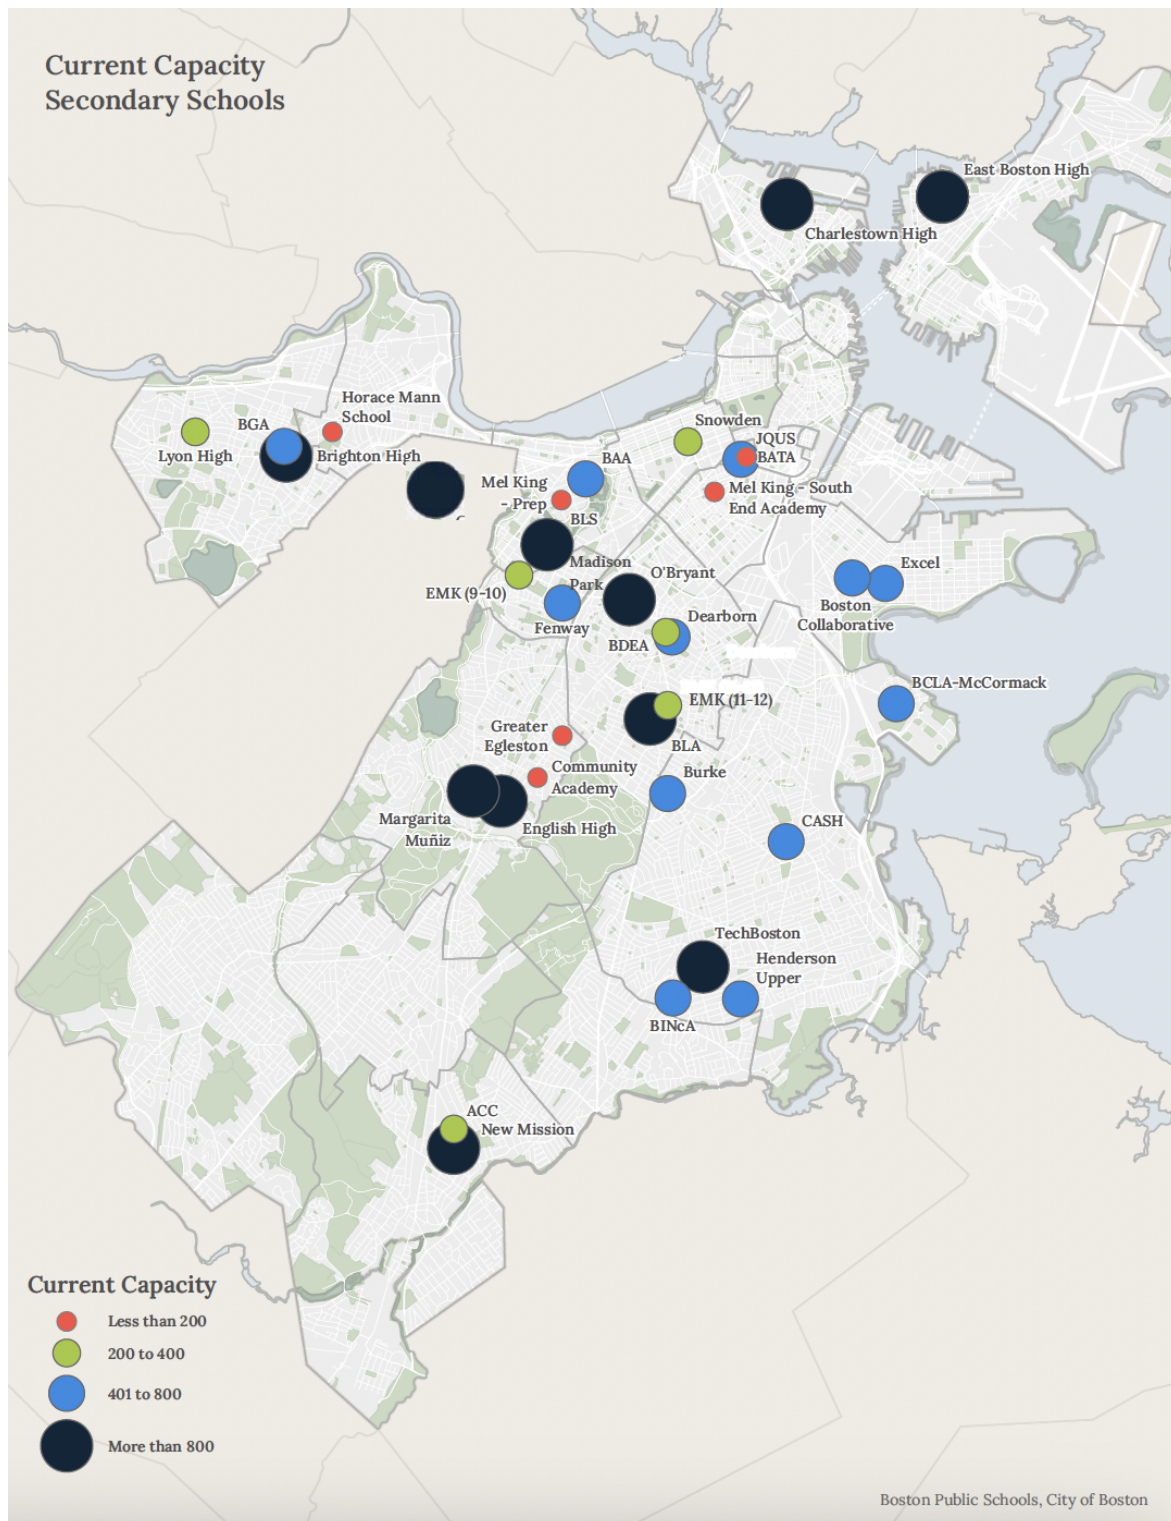 Current Capacity
Secondary Schools
East Boston High
Charlestown High
Horace Mann
School
BGA
Lyon High
Brighton High
Snowden
JQUS
BATA
BAA
Mel King
- Prep
Mel King - South
End Academy
BLS
Madison
Park
O'Bryant
Excel
EMK (9-10)
Boston
Collaborative
Dearborn
Fenway
BDEA
BCLA-McCormack
EMK (11-12)
Greater
Egleston
BLA
Community
Academy
Burke
Margarita
Muñiz
English High
CASH
TechBoston
Henderson
Upper
BINcA
ACC
New Mission
Current Capacity
Less than 200
200 to 400
401 to 800
More than 800
Boston Public Schools, City of Boston